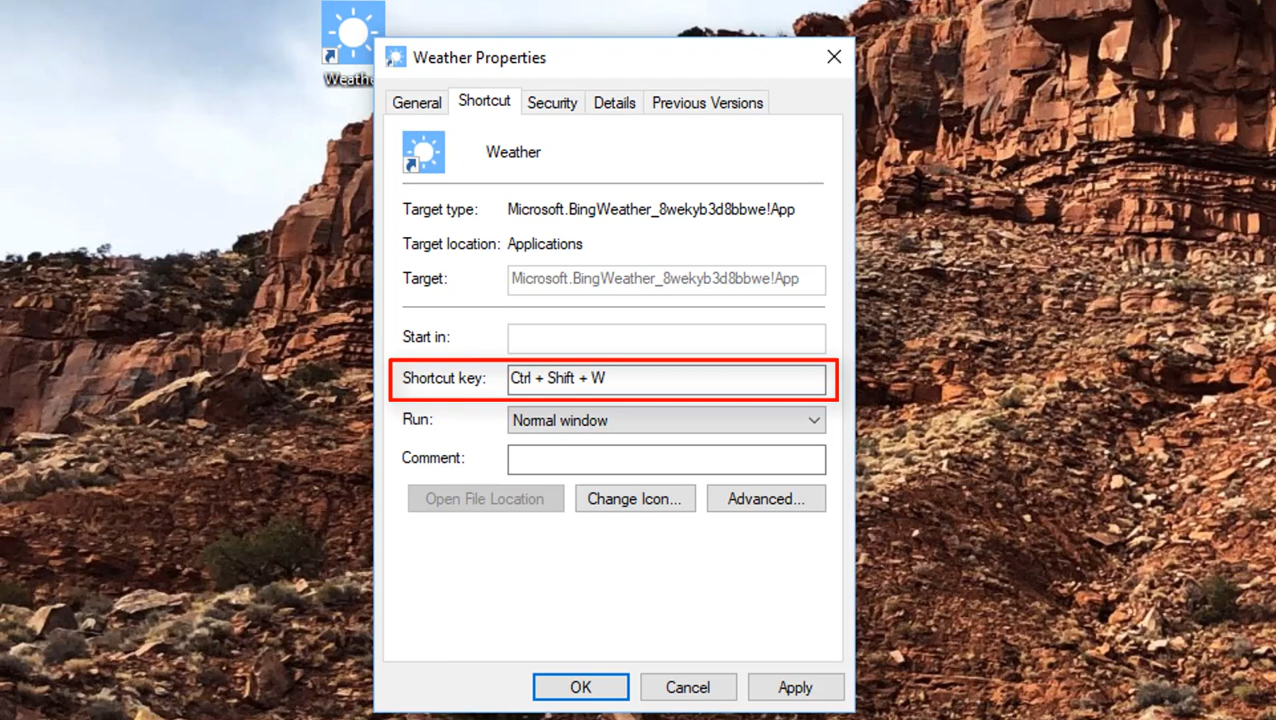 Weather Properties
General Shortcut Security Details Previous Versions
Weather
Target type: Microsoft.BingWeather_8wekyb3d8bbwe!App
Target location: Applications
Target: Microsoft.BingWeather_8wekyb3d8bbwe!App
Start in:
Shortcut key: Ctrl + Shift + W
Run: Normal window
Comment:
Open File Location Change Icon... Advanced...
OK Cancel Apply